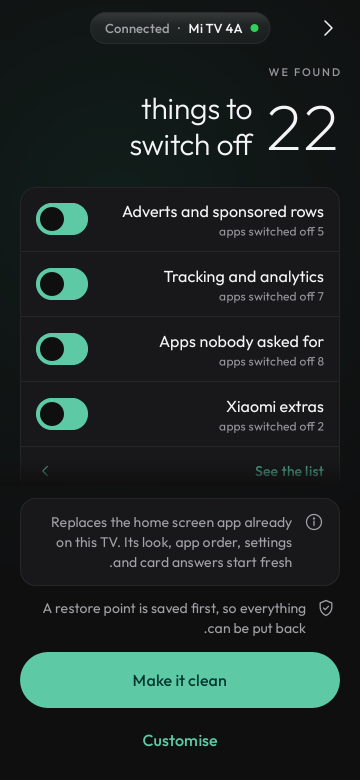 Connected · Mi TV 4A
WE FOUND
22
things to
switch off
Adverts and sponsored rows
apps switched off 5
Tracking and analytics
apps switched off 7
Apps nobody asked for
apps switched off 8
Xiaomi extras
apps switched off 2
See the list
Replaces the home screen app already
on this TV. Its look, app order, settings
.and card answers start fresh
A restore point is saved first, so everything
.can be put back
Make it clean
Customise